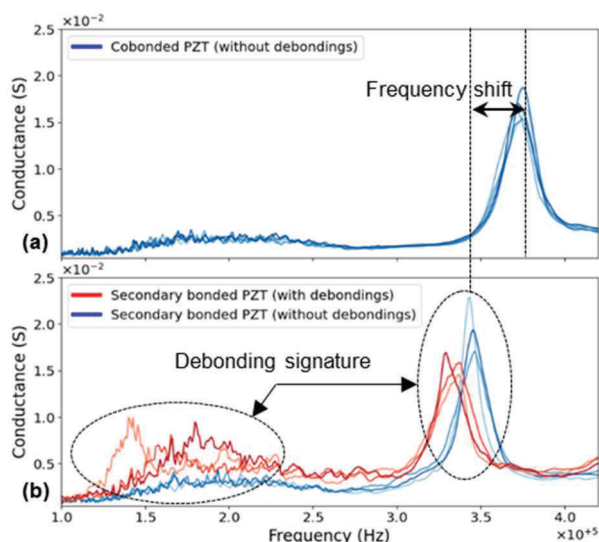 ×10⁻²
2.5
Cobonded PZT (without debondings)
2.0
Frequency shift
1.5
1.0
0.5
Conductance (S)
(a)
×10⁻²
2.5
Secondary bonded PZT (with debondings)
Secondary bonded PZT (without debondings)
2.0
Debonding signature
1.5
1.0
0.5
Conductance (S)
(b)
1.0 1.5 2.0 2.5 3.0 3.5 4.0
Frequency (Hz)
×10⁺⁵